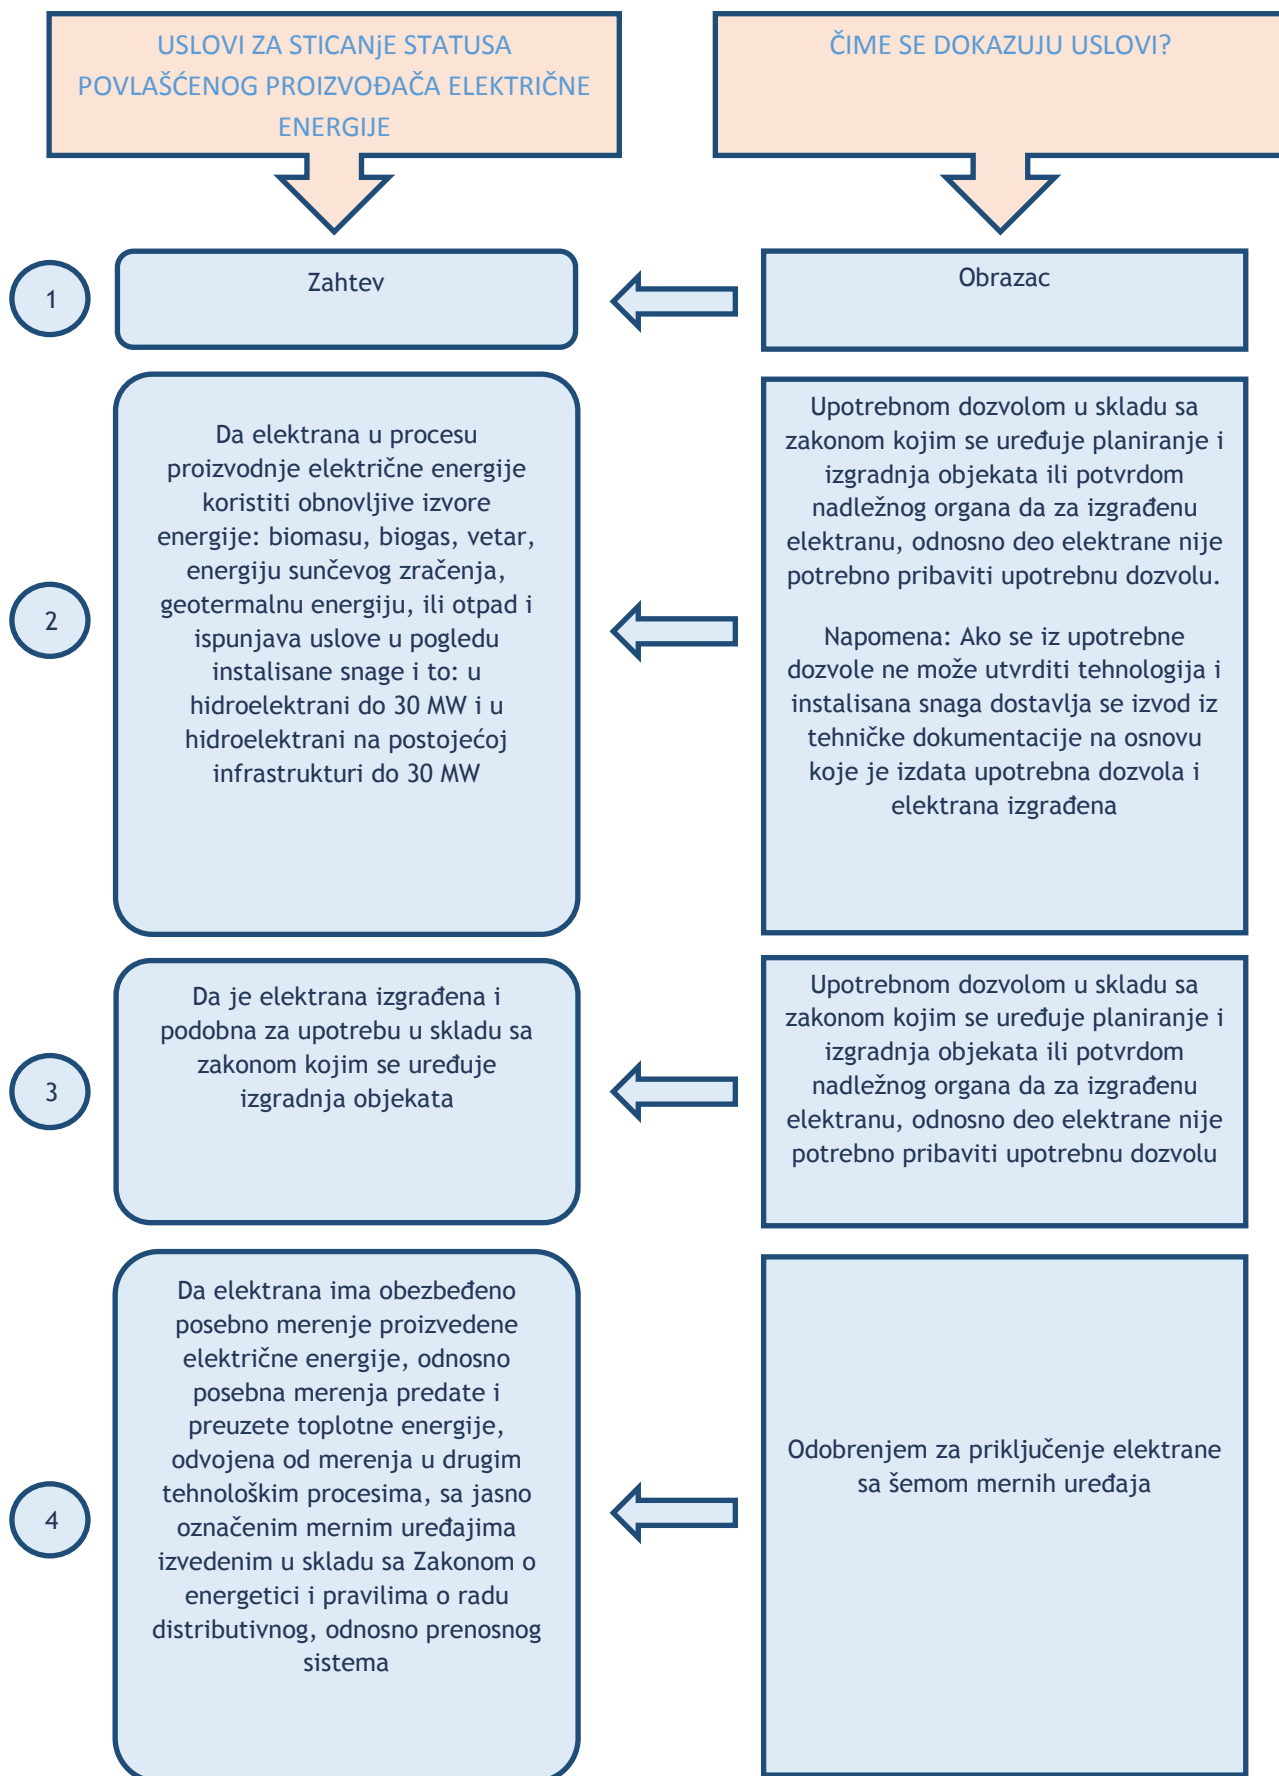 USLOVI ZA STICANjE STATUSA
POVLAŠĆENOG PROIZVOĐAČA ELEKTRIČNE
ENERGIJE
ČIME SE DOKAZUJU USLOVI?
1
Zahtev
Obrazac
2
Da elektrana u procesu
proizvodnje električne energije
koristiti obnovljive izvore
energije: biomasu, biogas, vetar,
energiju sunčevog zračenja,
geotermalnu energiju, ili otpad i
ispunjava uslove u pogledu
instalisane snage i to: u
hidroelektrani do 30 MW i u
hidroelektrani na postojećoj
infrastrukturi do 30 MW
Upotrebnom dozvolom u skladu sa
zakonom kojim se uređuje planiranje i
izgradnja objekata ili potvrdom
nadležnog organa da za izgrađenu
elektranu, odnosno deo elektrane nije
potrebno pribaviti upotrebnu dozvolu.
Napomena: Ako se iz upotrebne
dozvole ne može utvrditi tehnologija i
instalisana snaga dostavlja se izvod iz
tehničke dokumentacije na osnovu
koje je izdata upotrebna dozvola i
elektrana izgrađena
3
Da je elektrana izgrađena i
podobna za upotrebu u skladu sa
zakonom kojim se uređuje
izgradnja objekata
Upotrebnom dozvolom u skladu sa
zakonom kojim se uređuje planiranje i
izgradnja objekata ili potvrdom
nadležnog organa da za izgrađenu
elektranu, odnosno deo elektrane nije
potrebno pribaviti upotrebnu dozvolu
4
Da elektrana ima obezbeđeno
posebno merenje proizvedene
električne energije, odnosno
posebna merenja predate i
preuzete toplotne energije,
odvojena od merenja u drugim
tehnološkim procesima, sa jasno
označenim mernim uređajima
izvedenim u skladu sa Zakonom o
energetici i pravilima o radu
distributivnog, odnosno prenosnog
sistema
Odobrenjem za priključenje elektrane
sa šemom mernih uređaja